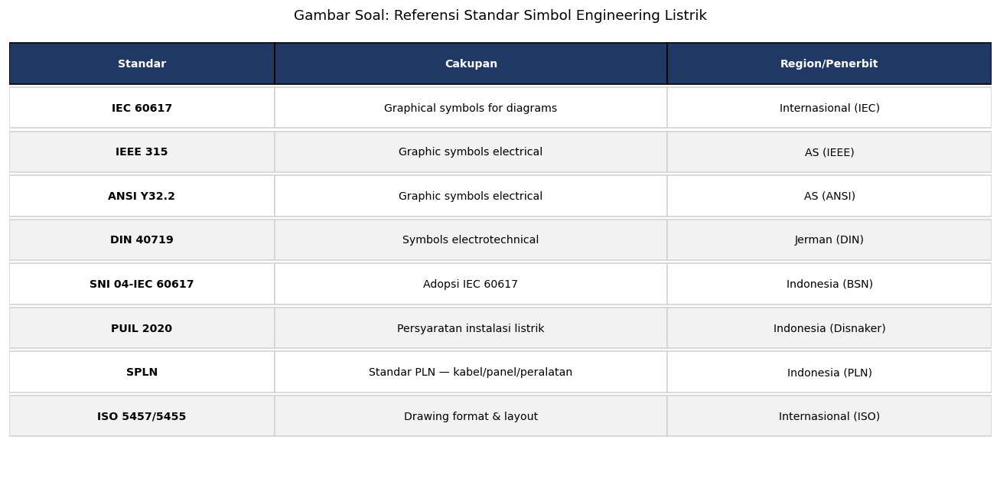 Gambar Soal: Referensi Standar Simbol Engineering Listrik
Standar Cakupan Region/Penerbit
IEC 60617 Graphical symbols for diagrams Internasional (IEC)
IEEE 315 Graphic symbols electrical AS (IEEE)
ANSI Y32.2 Graphic symbols electrical AS (ANSI)
DIN 40719 Symbols electrotechnical Jerman (DIN)
SNI 04-IEC 60617 Adopsi IEC 60617 Indonesia (BSN)
PUIL 2020 Persyaratan instalasi listrik Indonesia (Disnaker)
SPLN Standar PLN — kabel/panel/peralatan Indonesia (PLN)
ISO 5457/5455 Drawing format & layout Internasional (ISO)